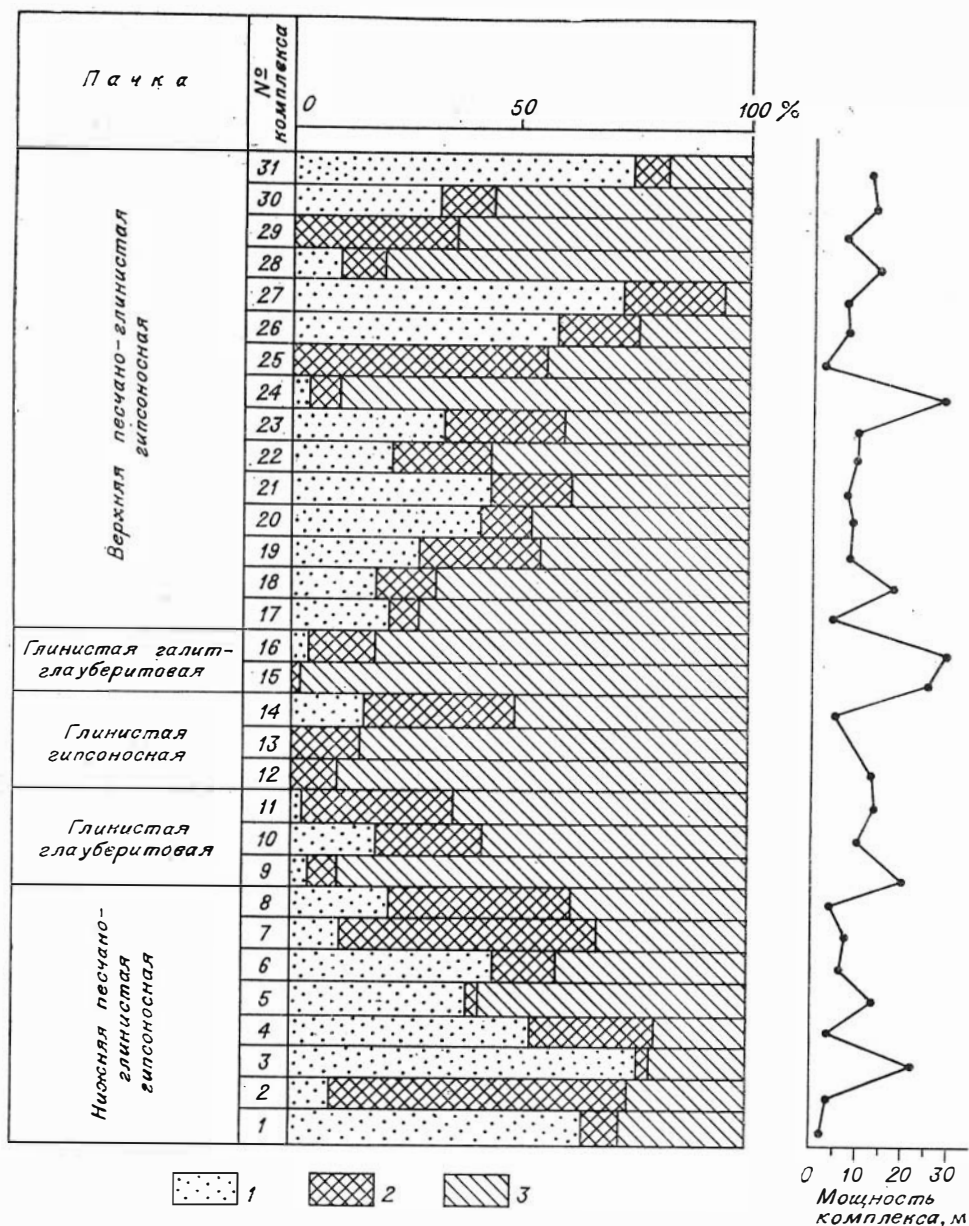 Пачка
№
комплекса
0 50 100 %
Верхняя песчано-глинистая
гипсоносная
31
30
29
28
27
26
25
24
23
22
21
20
19
18
17
Глинистая галит-
глауберитовая
16
15
Глинистая
гипсоносная
14
13
12
Глинистая
глауберитовая
11
10
9
Нижняя песчано-
глинистая
гипсоносная
8
7
6
5
4
3
2
1
1 2 3
0 10 20 30
Мощность
комплекса, м